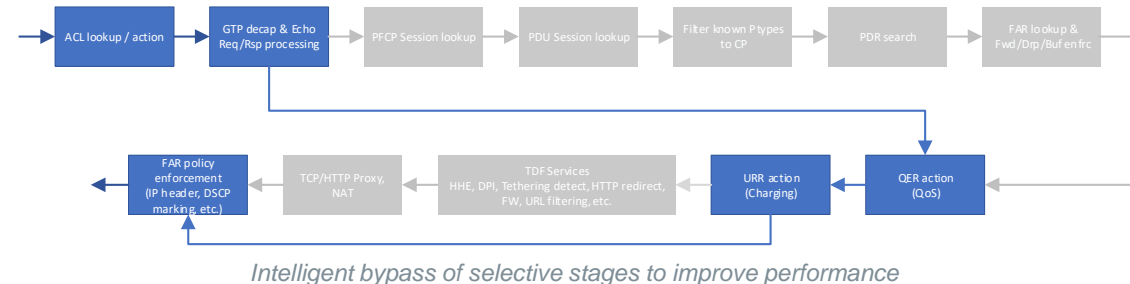 ACL lookup / action
GTP decap & Echo
Req/Rsp processing
PFCP Session lookup
PDU Session lookup
Filter known Ptypes
to CP
PDR search
FAR lookup &
Fwd/Drp/Buf enfrc
FAR policy
enforcement
(IP header, DSCP
marking, etc.)
TCP/HTTP Proxy,
NAT
TDF Services
HHE, DPI, Tethering detect, HTTP redirect,
FW, URL filtering, etc.
URR action
(Charging)
QER action
(QoS)
Intelligent bypass of selective stages to improve performance